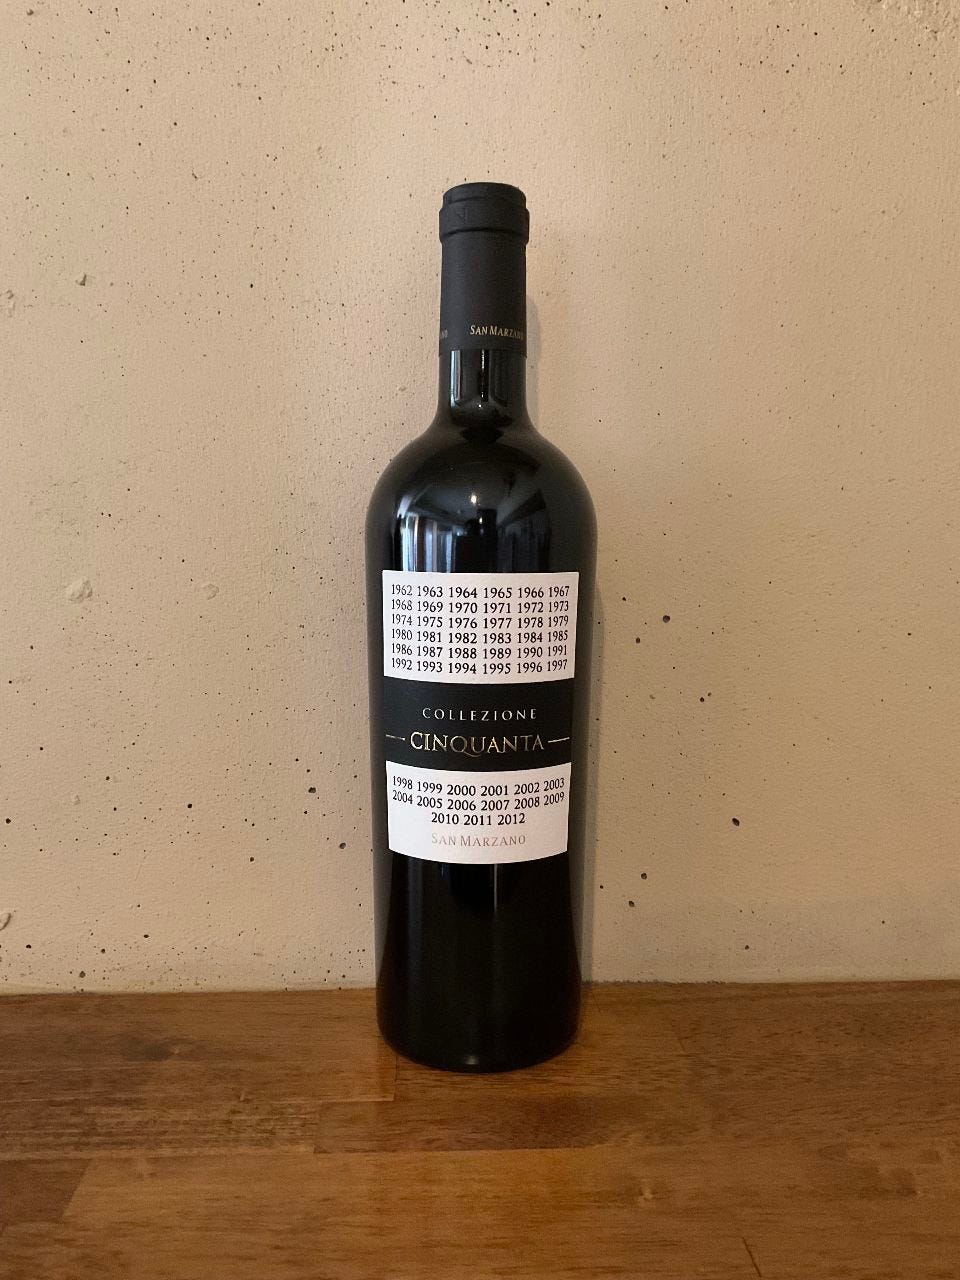 SAN MARZANO
1962 1963 1964 1965 1966 1967
1968 1969 1970 1971 1972 1973
1974 1975 1976 1977 1978 1979
1980 1981 1982 1983 1984 1985
1986 1987 1988 1989 1990 1991
1992 1993 1994 1995 1996 1997
COLLEZIONE
CINQUANTA
1998 1999 2000 2001 2002 2003
2004 2005 2006 2007 2008 2009
2010 2011 2012
SAN MARZANO